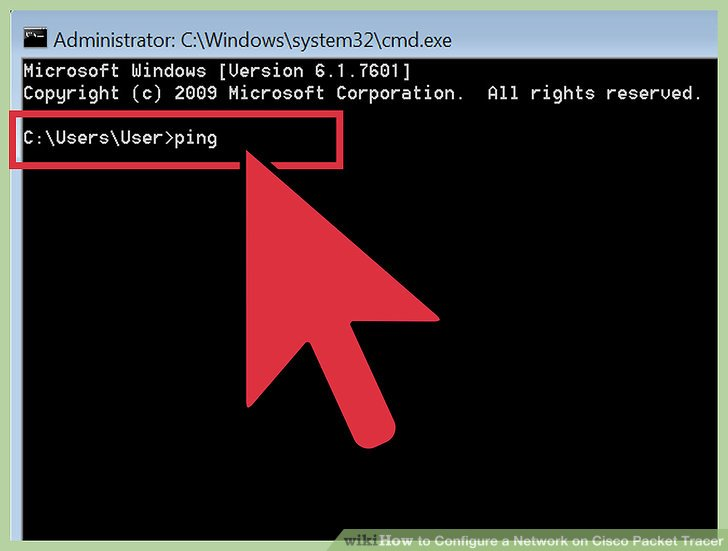 Administrator: C:\Windows\system32\cmd.exe
Microsoft Windows [Version 6.1.7601]
Copyright (c) 2009 Microsoft Corporation.  All rights reserved.
C:\Users\User>ping
wikiHow to Configure a Network on Cisco Packet Tracer